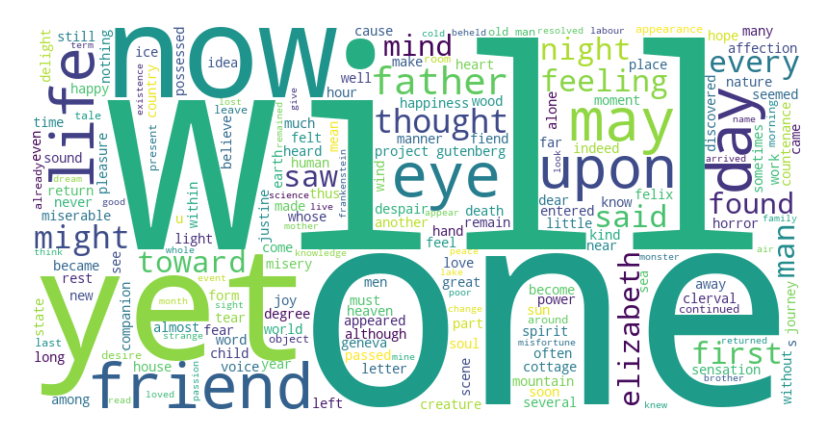 will
one
now
yet
upon
may
eye
day
life
friend
father
might
thought
said
saw
mind
night
feeling
every
found
man
elizabeth
first
toward
cause
ice
possessed
idea
hour
country
still
nothing
delight
happy
term
time
tale
existence
lost
leave
give
much
believe
already
even
sound
pleasure
present
felt
heard
human
return
never
dream
remained
within
u
earth
science
miserable
good
mother
made
live
thus
whose
justine
light
come
misery
think
whole
knowledge
became
see
rest
new
event
form
sight
joy
men
state
month
tear
degree
companion
almost
strange
fear
world
word
object
last
long
desire
child
voice
year
house
passion
among
read
loved
left
cold
beheld
old man
resolved
labour
appearance
make
room
heart
well
happiness
wood
manner
fiend
project gutenberg
mean
wind
frankenstein
despair
death
another
remain
hand
feel
appear
love
peace
great
lake
poor
must
heaven
appeared
although
geneva
passed
mine
letter
change
part
soul
scene
creature
become
power
sun
around
spirit
misfortune
often
cottage
mountain
soon
several
knew
hope
many
affection
place
nature
alone
moment
seemed
discovered
far
indeed
look
name
arrived
sometimes
work
morning
countenance
came
dear
felix
entered
know
little
kind
near
horror
family
monster
air
sea
away
clerval
continued
journey
s
without
returned
sensation
brother